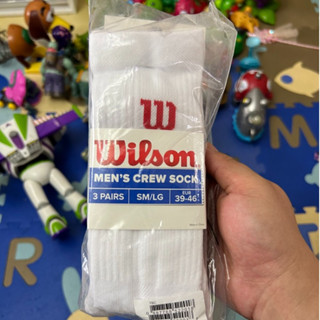 W
Wilson
MEN'S CREW SOCK
3 PAIRS SM/LG EUR 39-46
R